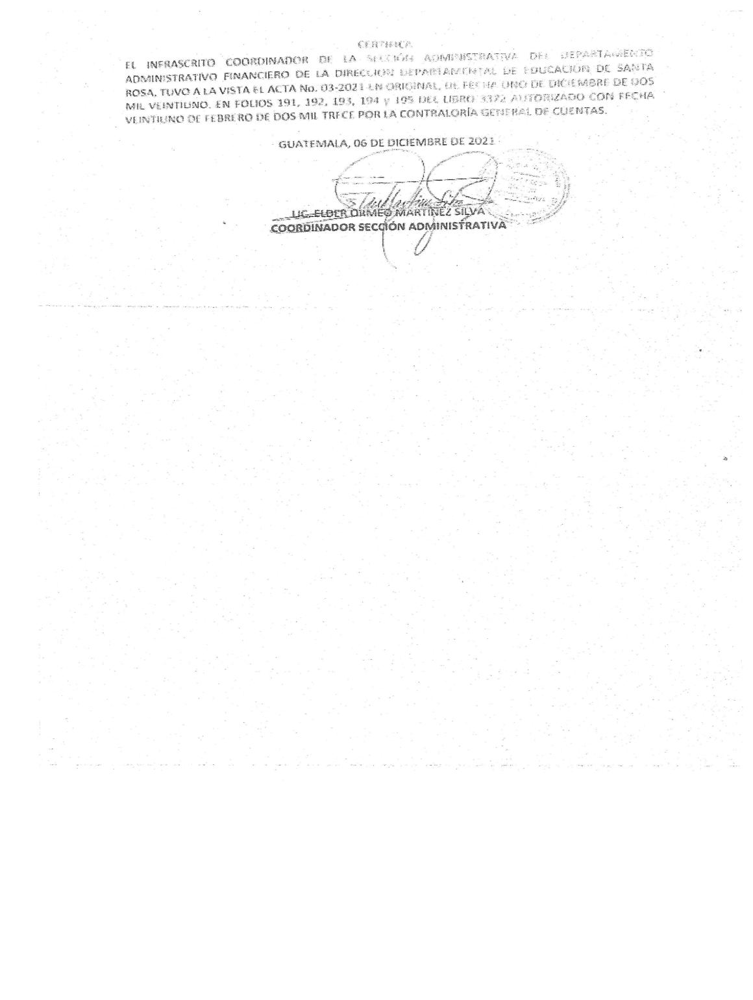 CERTIFICA
EL INFRASCRITO COORDINADOR DE LA SECCIÓN ADMINISTRATIVA DEL DEPARTAMENTO
ADMINISTRATIVO FINANCIERO DE LA DIRECCION DEPARTAMENTAL DE EDUCACION DE SANTA
ROSA, TUVO A LA VISTA EL ACTA No. 03-2021 EN ORIGINAL, DE FECHA UNO DE DICIEMBRE DE DOS
MIL VEINTIUNO. EN FOLIOS 191, 192, 193, 194 y 195 DEL LIBRO 3372 AUTORIZADO CON FECHA
VEINTIUNO DE FEBRERO DE DOS MIL TRECE POR LA CONTRALORÍA GENERAL DE CUENTAS.
GUATEMALA, 06 DE DICIEMBRE DE 2021
LIC. ELDER ORMEO MARTINEZ SILVA
COORDINADOR SECCIÓN ADMINISTRATIVA